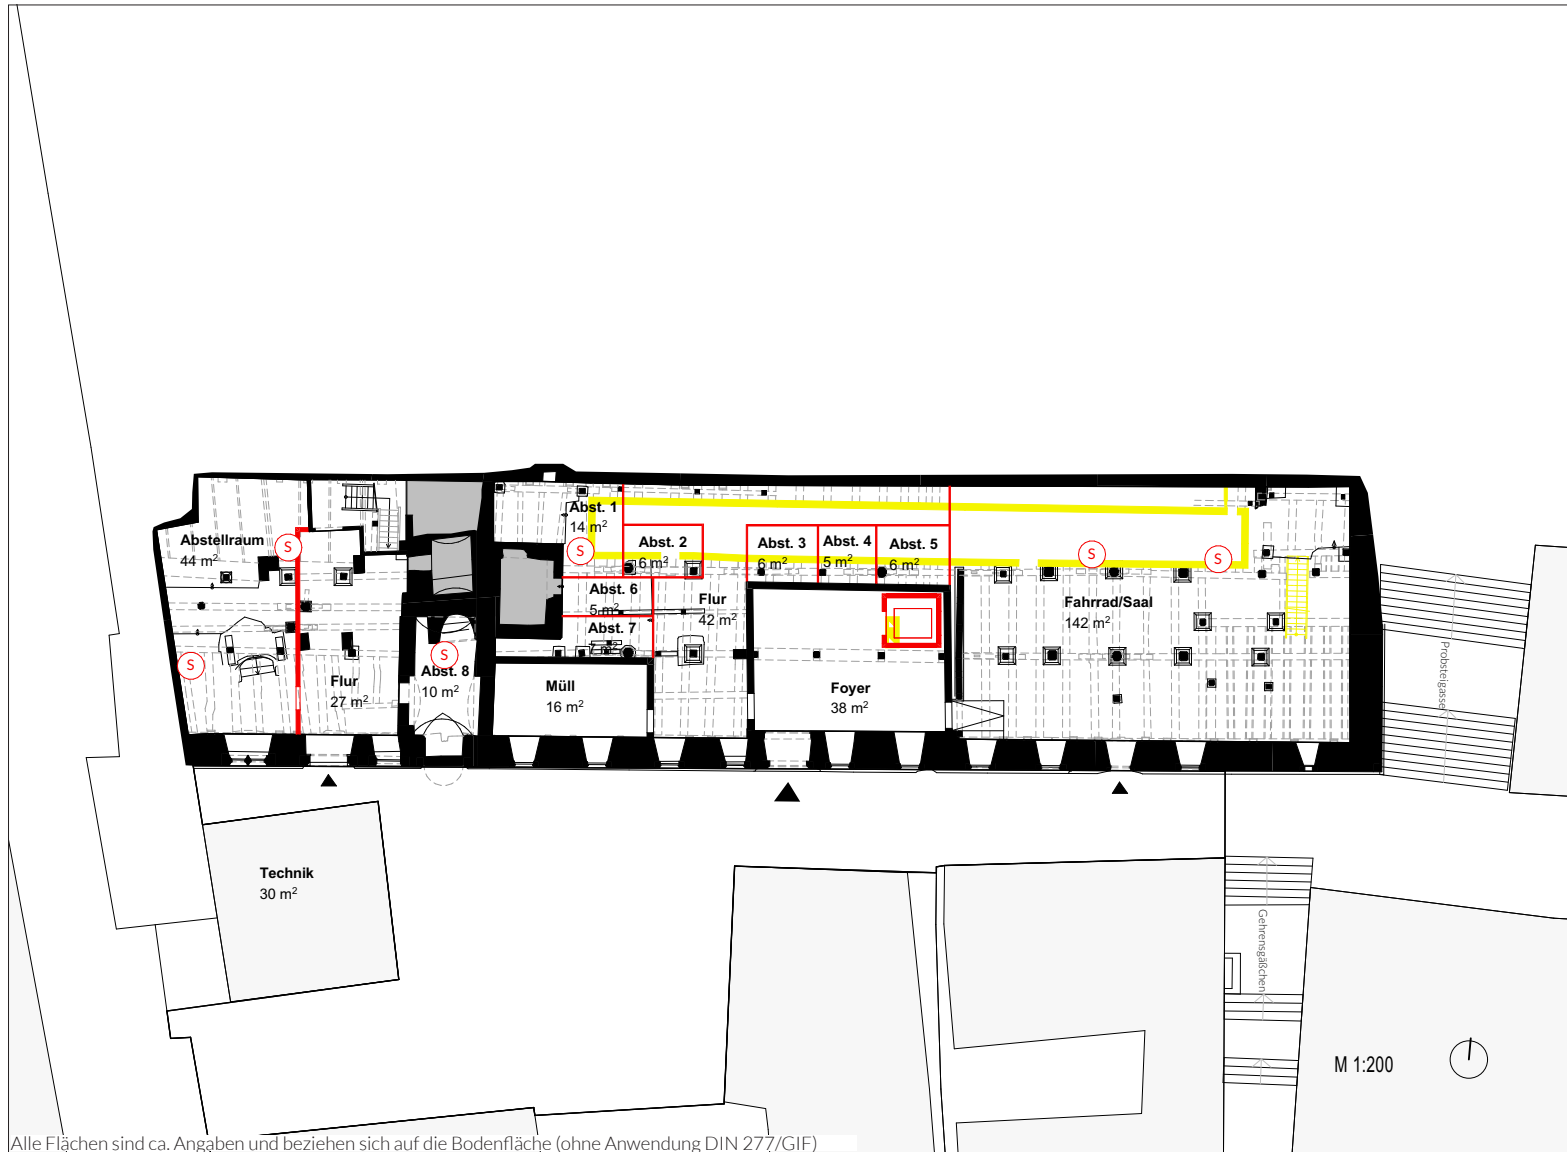 Abst. 1
14 m²
Abstellraum
44 m²
S
S
Abst. 2
6 m²
Abst. 3
6 m²
Abst. 4
5 m²
Abst. 5
6 m²
S
S
Abst. 6
5 m²
Flur
42 m²
Fahrrad/Saal
142 m²
Abst. 7
S
S
Abst. 8
10 m²
Flur
27 m²
Müll
16 m²
Foyer
38 m²
Probsteigasse
Technik
30 m²
Gehrensgäßchen
M 1:200
Alle Flächen sind ca. Angaben und beziehen sich auf die Bodenfläche (ohne Anwendung DIN 277/GIF)